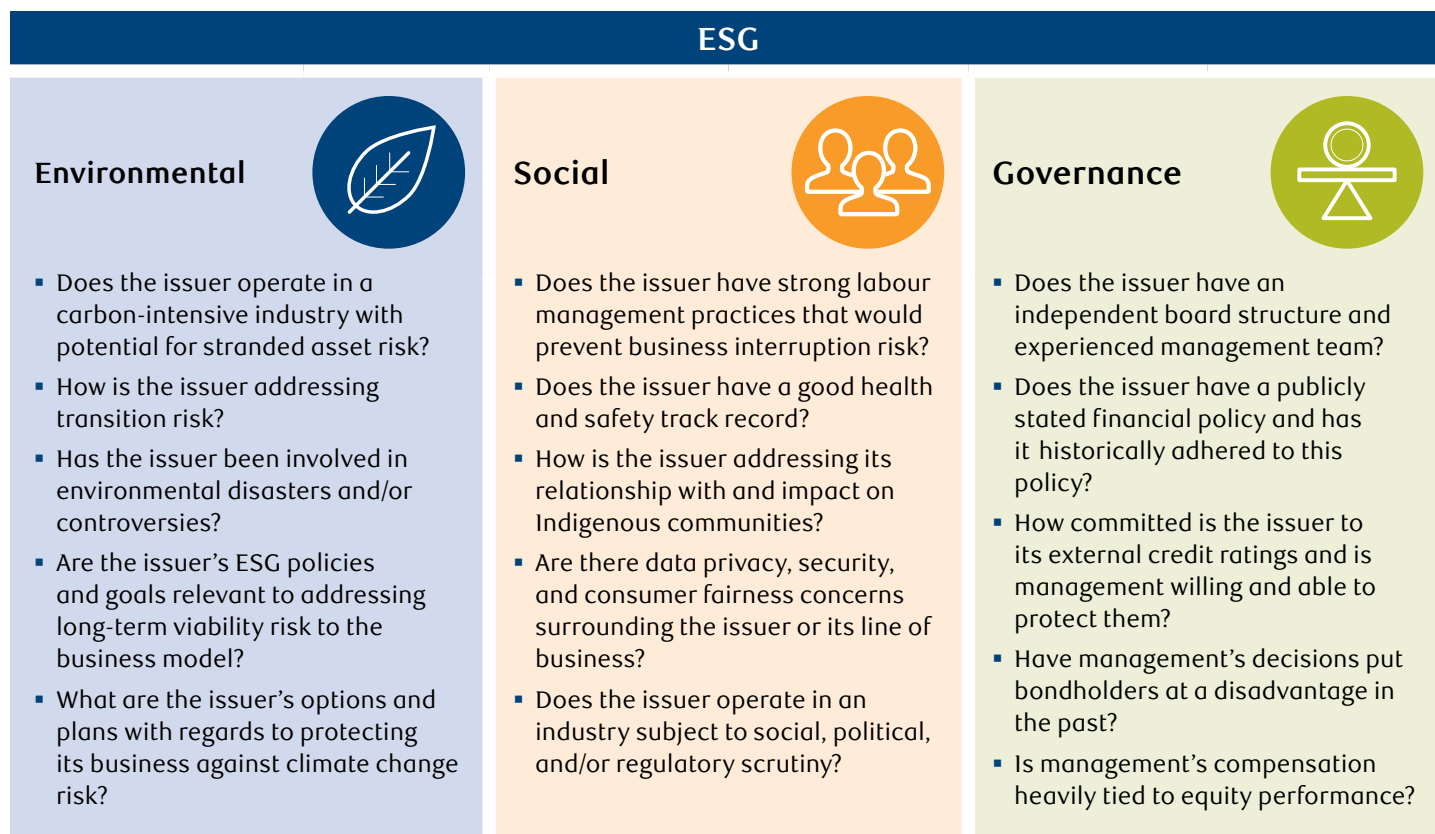 ESG
Environmental
▪ Does the issuer operate in a
carbon-intensive industry with
potential for stranded asset risk?
▪ How is the issuer addressing
transition risk?
▪ Has the issuer been involved in
environmental disasters and/or
controversies?
▪ Are the issuer’s ESG policies
and goals relevant to addressing
long-term viability risk to the
business model?
▪ What are the issuer’s options and
plans with regards to protecting
its business against climate change
risk?
Social
▪ Does the issuer have strong labour
management practices that would
prevent business interruption risk?
▪ Does the issuer have a good health
and safety track record?
▪ How is the issuer addressing its
relationship with and impact on
Indigenous communities?
▪ Are there data privacy, security,
and consumer fairness concerns
surrounding the issuer or its line of
business?
▪ Does the issuer operate in an
industry subject to social, political,
and/or regulatory scrutiny?
Governance
▪ Does the issuer have an
independent board structure and
experienced management team?
▪ Does the issuer have a publicly
stated financial policy and has
it historically adhered to this
policy?
▪ How committed is the issuer to
its external credit ratings and is
management willing and able to
protect them?
▪ Have management’s decisions put
bondholders at a disadvantage in
the past?
▪ Is management’s compensation
heavily tied to equity performance?